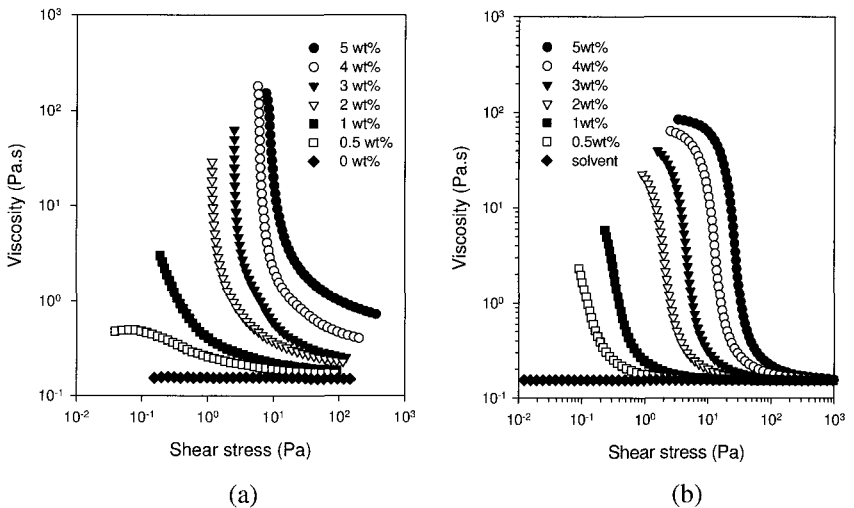 10³
10²
10¹
10⁰
10⁻¹
Viscosity (Pa.s)
5 wt%
4 wt%
3 wt%
2 wt%
1 wt%
0.5 wt%
0 wt%
10⁻² 10⁻¹ 10⁰ 10¹ 10² 10³
Shear stress (Pa)
(a)
10³
10²
10¹
10⁰
10⁻¹
Viscosity (Pa.s)
5wt%
4wt%
3wt%
2wt%
1wt%
0.5wt%
solvent
10⁻² 10⁻¹ 10⁰ 10¹ 10² 10³
Shear stress (Pa)
(b)